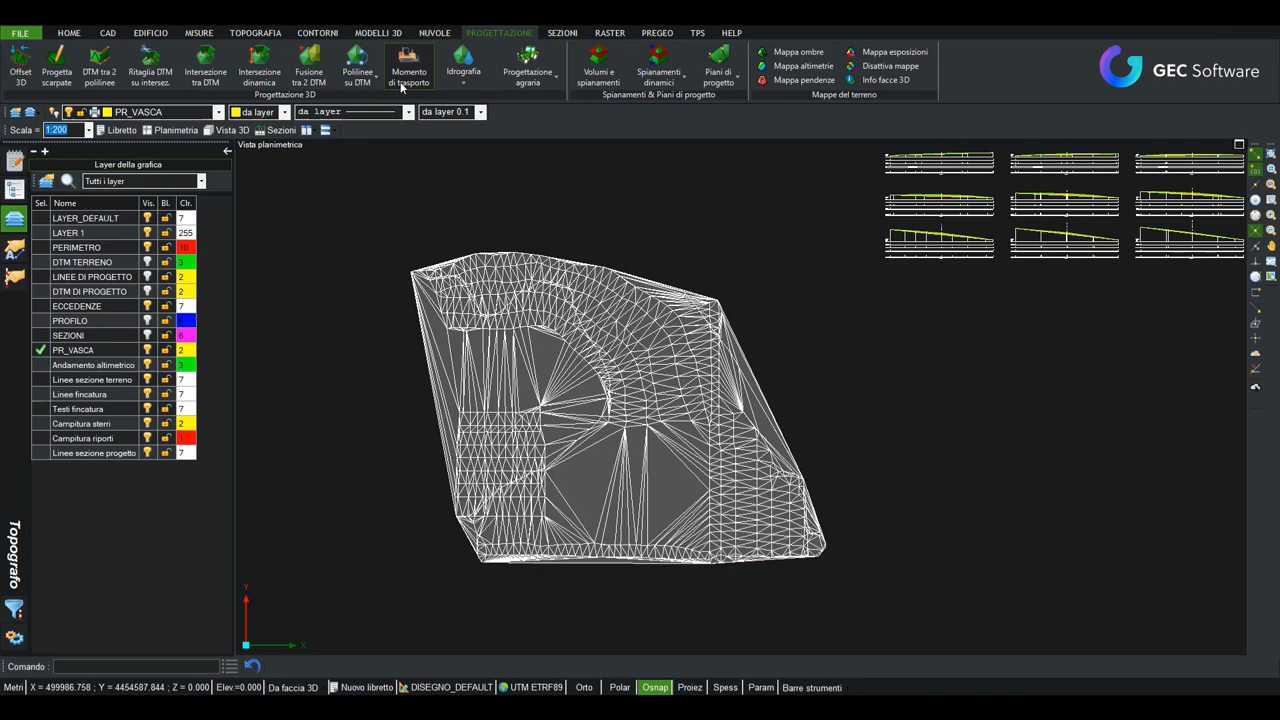 FILE HOME CAD EDIFICIO MISURE TOPOGRAFIA CONTORNI MODELLI 3D NUVOLE PROGETTAZIONE SEZIONI RASTER PREGEO TPS HELP
Offset 3D
Progetta scarpate
DTM tra 2 polilinee
Ritaglia DTM su intersez.
Intersezione tra DTM
Intersezione dinamica
Fusione tra 2 DTM
Polilinee su DTM
Momento di trasporto
Idrografia
Progettazione agraria
Volumi e spianamenti
Spianamenti dinamici
Piani di progetto
Mappa ombre
Mappa altimetrie
Mappa pendenze
Mappa esposizioni
Disattiva mappe
Info facce 3D
Progettazione 3D
Spianamenti & Piani di progetto
Mappe del terreno
GEC Software
PR_VASCA da layer da layer da layer 0.1
Scala = 1:200 Libretto Planimetria Vista 3D Sezioni
Vista planimetrica
Layer della grafica
Tutti i layer
Sel. Nome Vis. Bl. Clr.
LAYER_DEFAULT 7
LAYER 1 255
PERIMETRO 10
DTM TERRENO 3
LINEE DI PROGETTO 2
DTM DI PROGETTO 2
ECCEDENZE 7
PROFILO
SEZIONI 6
PR_VASCA 2
Andamento altimetrico 3
Linee sezione terreno 7
Linee fincatura 7
Testi fincatura 7
Campitura sterri 2
Campitura riporti 1
Linee sezione progetto 7
Topografo
Y
X
Comando :
Metri X = 499986.758 ; Y = 4454587.844 ; Z = 0.000 Elev.=0.000 Da faccia 3D Nuovo libretto DISEGNO_DEFAULT UTM ETRF89 Orto Polar Osnap Proiez Spess Param Barre strumenti